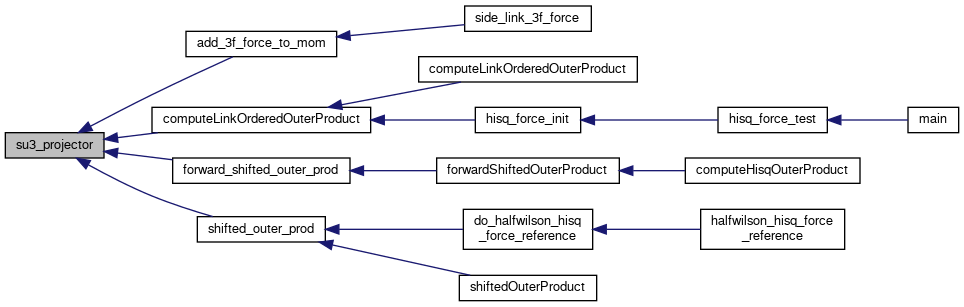 side_link_3f_force
add_3f_force_to_mom
computeLinkOrderedOuterProduct
computeLinkOrderedOuterProduct
hisq_force_init
hisq_force_test
main
su3_projector
forward_shifted_outer_prod
forwardShiftedOuterProduct
computeHisqOuterProduct
shifted_outer_prod
do_halfwilson_hisq
_force_reference
halfwilson_hisq_force
_reference
shiftedOuterProduct